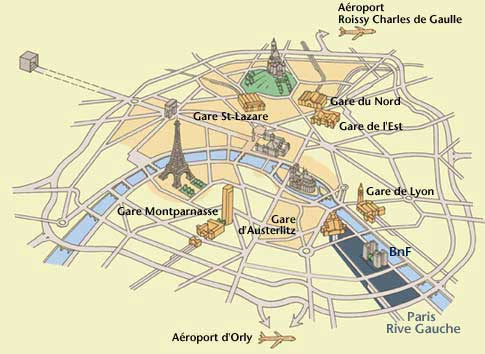 Aéroport
Roissy Charles de Gaulle
Gare du Nord
Gare St-Lazare
Gare de l'Est
Gare de Lyon
Gare Montparnasse
Gare
d'Austerlitz
BnF
Paris
Rive Gauche
Aéroport d'Orly